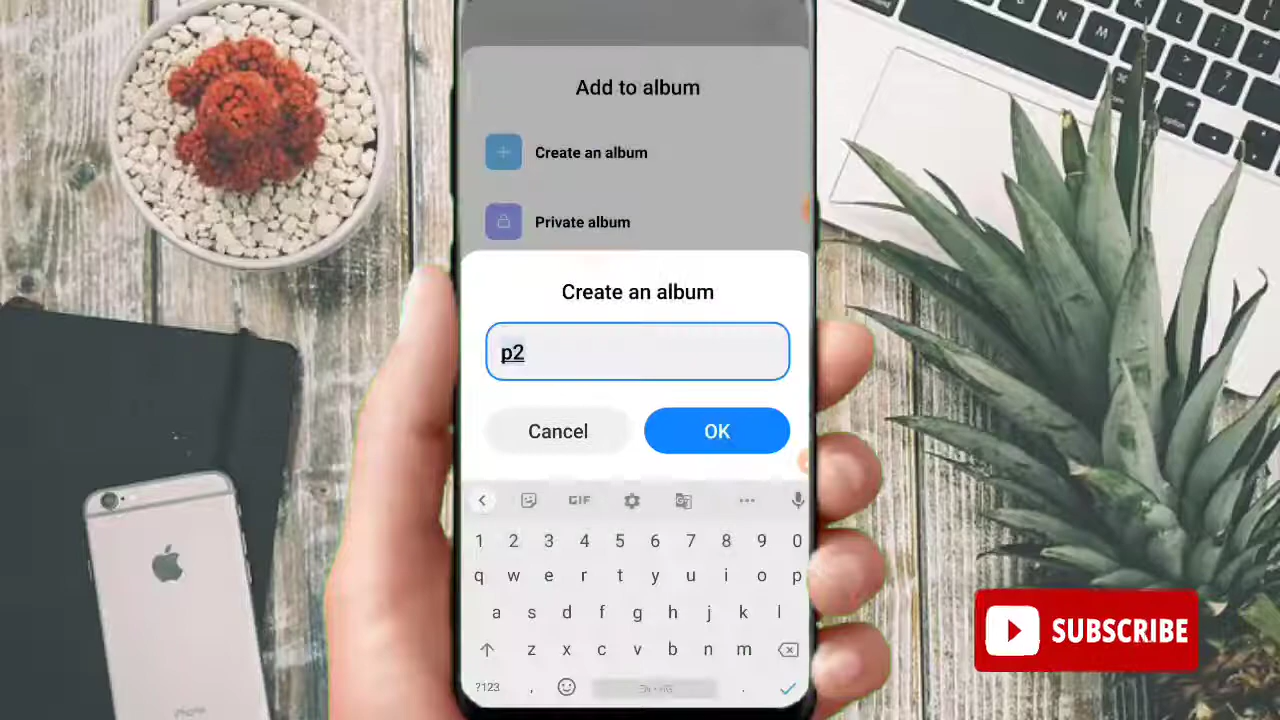 Add to album
Create an album
Private album
Create an album
p2
Cancel
OK
GIF
1 2 3 4 5 6 7 8 9 0
q w e r t y u i o p
a s d f g h j k l
z x c v b n m
?123 , .
SUBSCRIBE
N M K L